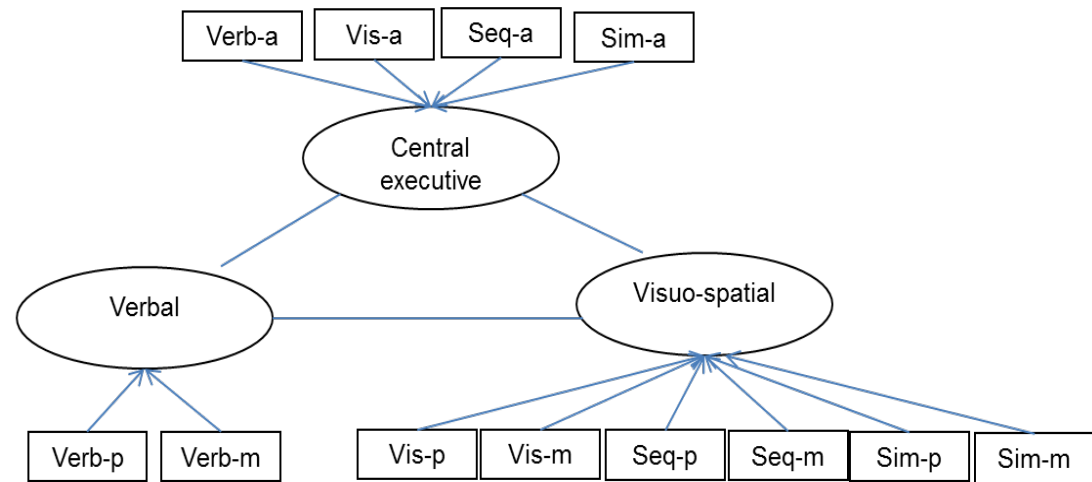 Verb-a
Vis-a
Seq-a
Sim-a
Central
executive
Verbal
Visuo-spatial
Verb-p
Verb-m
Vis-p
Vis-m
Seq-p
Seq-m
Sim-p
Sim-m